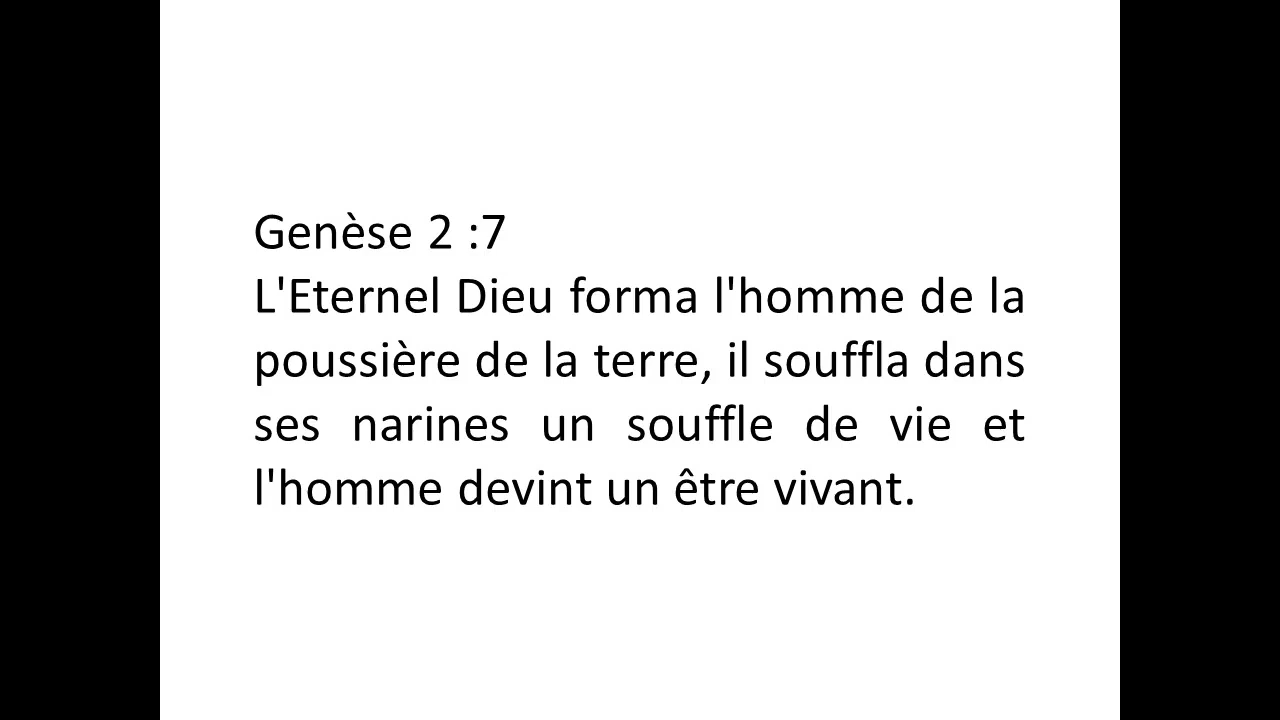 Genèse 2 :7
L'Eternel Dieu forma l'homme de la
poussière de la terre, il souffla dans
ses narines un souffle de vie et
l'homme devint un être vivant.